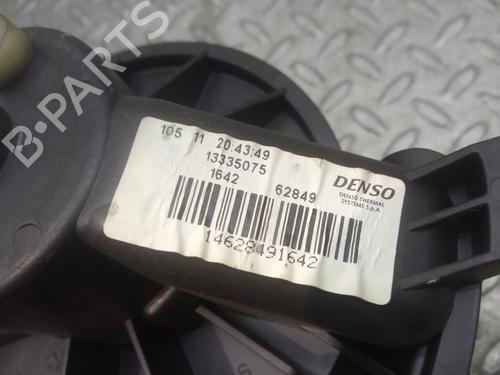 105 11 20:43:49
13335075
1642 62849
DENSO
DENSO THERMAL
SYSTEMS S.p.A.
14628491642
B-PARTS